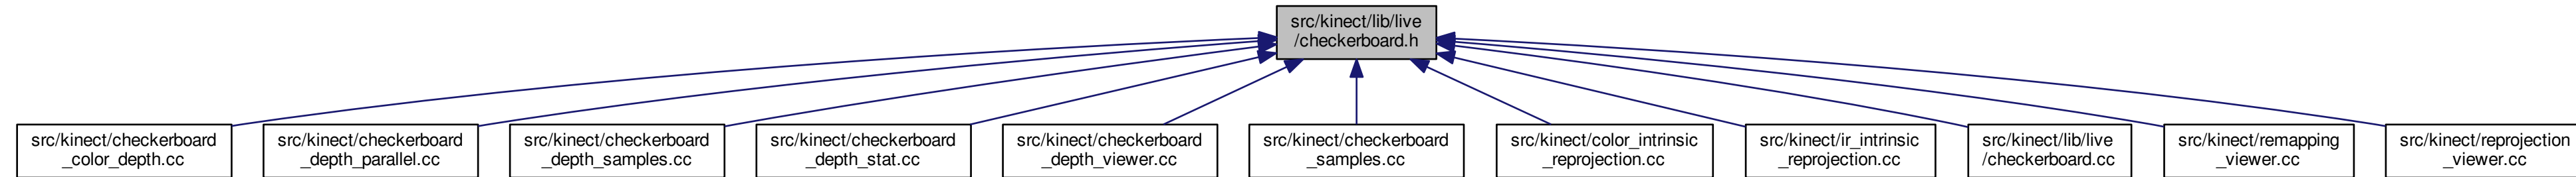 src/kinect/lib/live
/checkerboard.h
src/kinect/checkerboard
_color_depth.cc
src/kinect/checkerboard
_depth_parallel.cc
src/kinect/checkerboard
_depth_samples.cc
src/kinect/checkerboard
_depth_stat.cc
src/kinect/checkerboard
_depth_viewer.cc
src/kinect/checkerboard
_samples.cc
src/kinect/color_intrinsic
_reprojection.cc
src/kinect/ir_intrinsic
_reprojection.cc
src/kinect/lib/live
/checkerboard.cc
src/kinect/remapping
_viewer.cc
src/kinect/reprojection
_viewer.cc